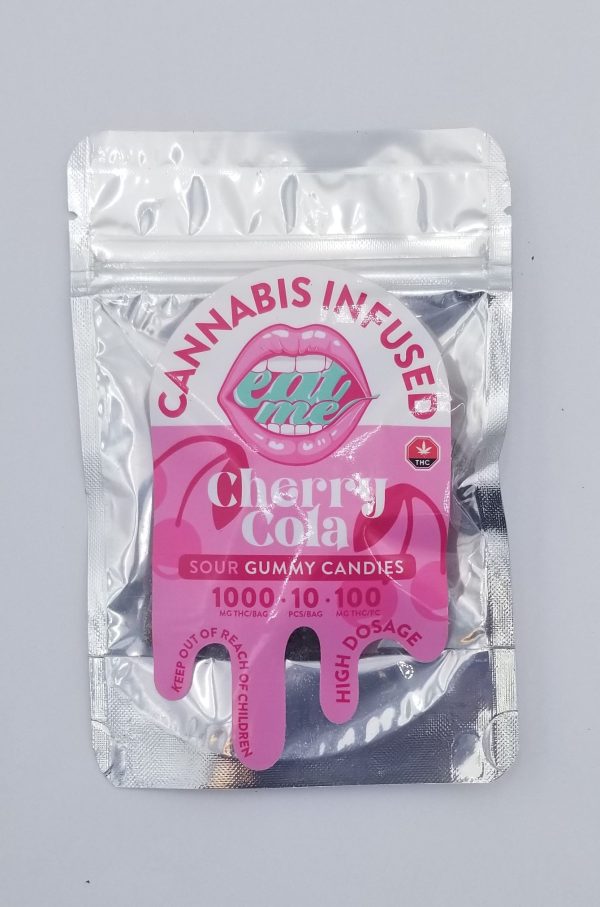 CANNABIS INFUSED
eat
me
THC
Cherry
Cola
SOUR GUMMY CANDIES
1000 · 10 · 100
MG THC/BAG PCS/BAG MG THC/PC
KEEP OUT OF REACH OF CHILDREN
HIGH DOSAGE